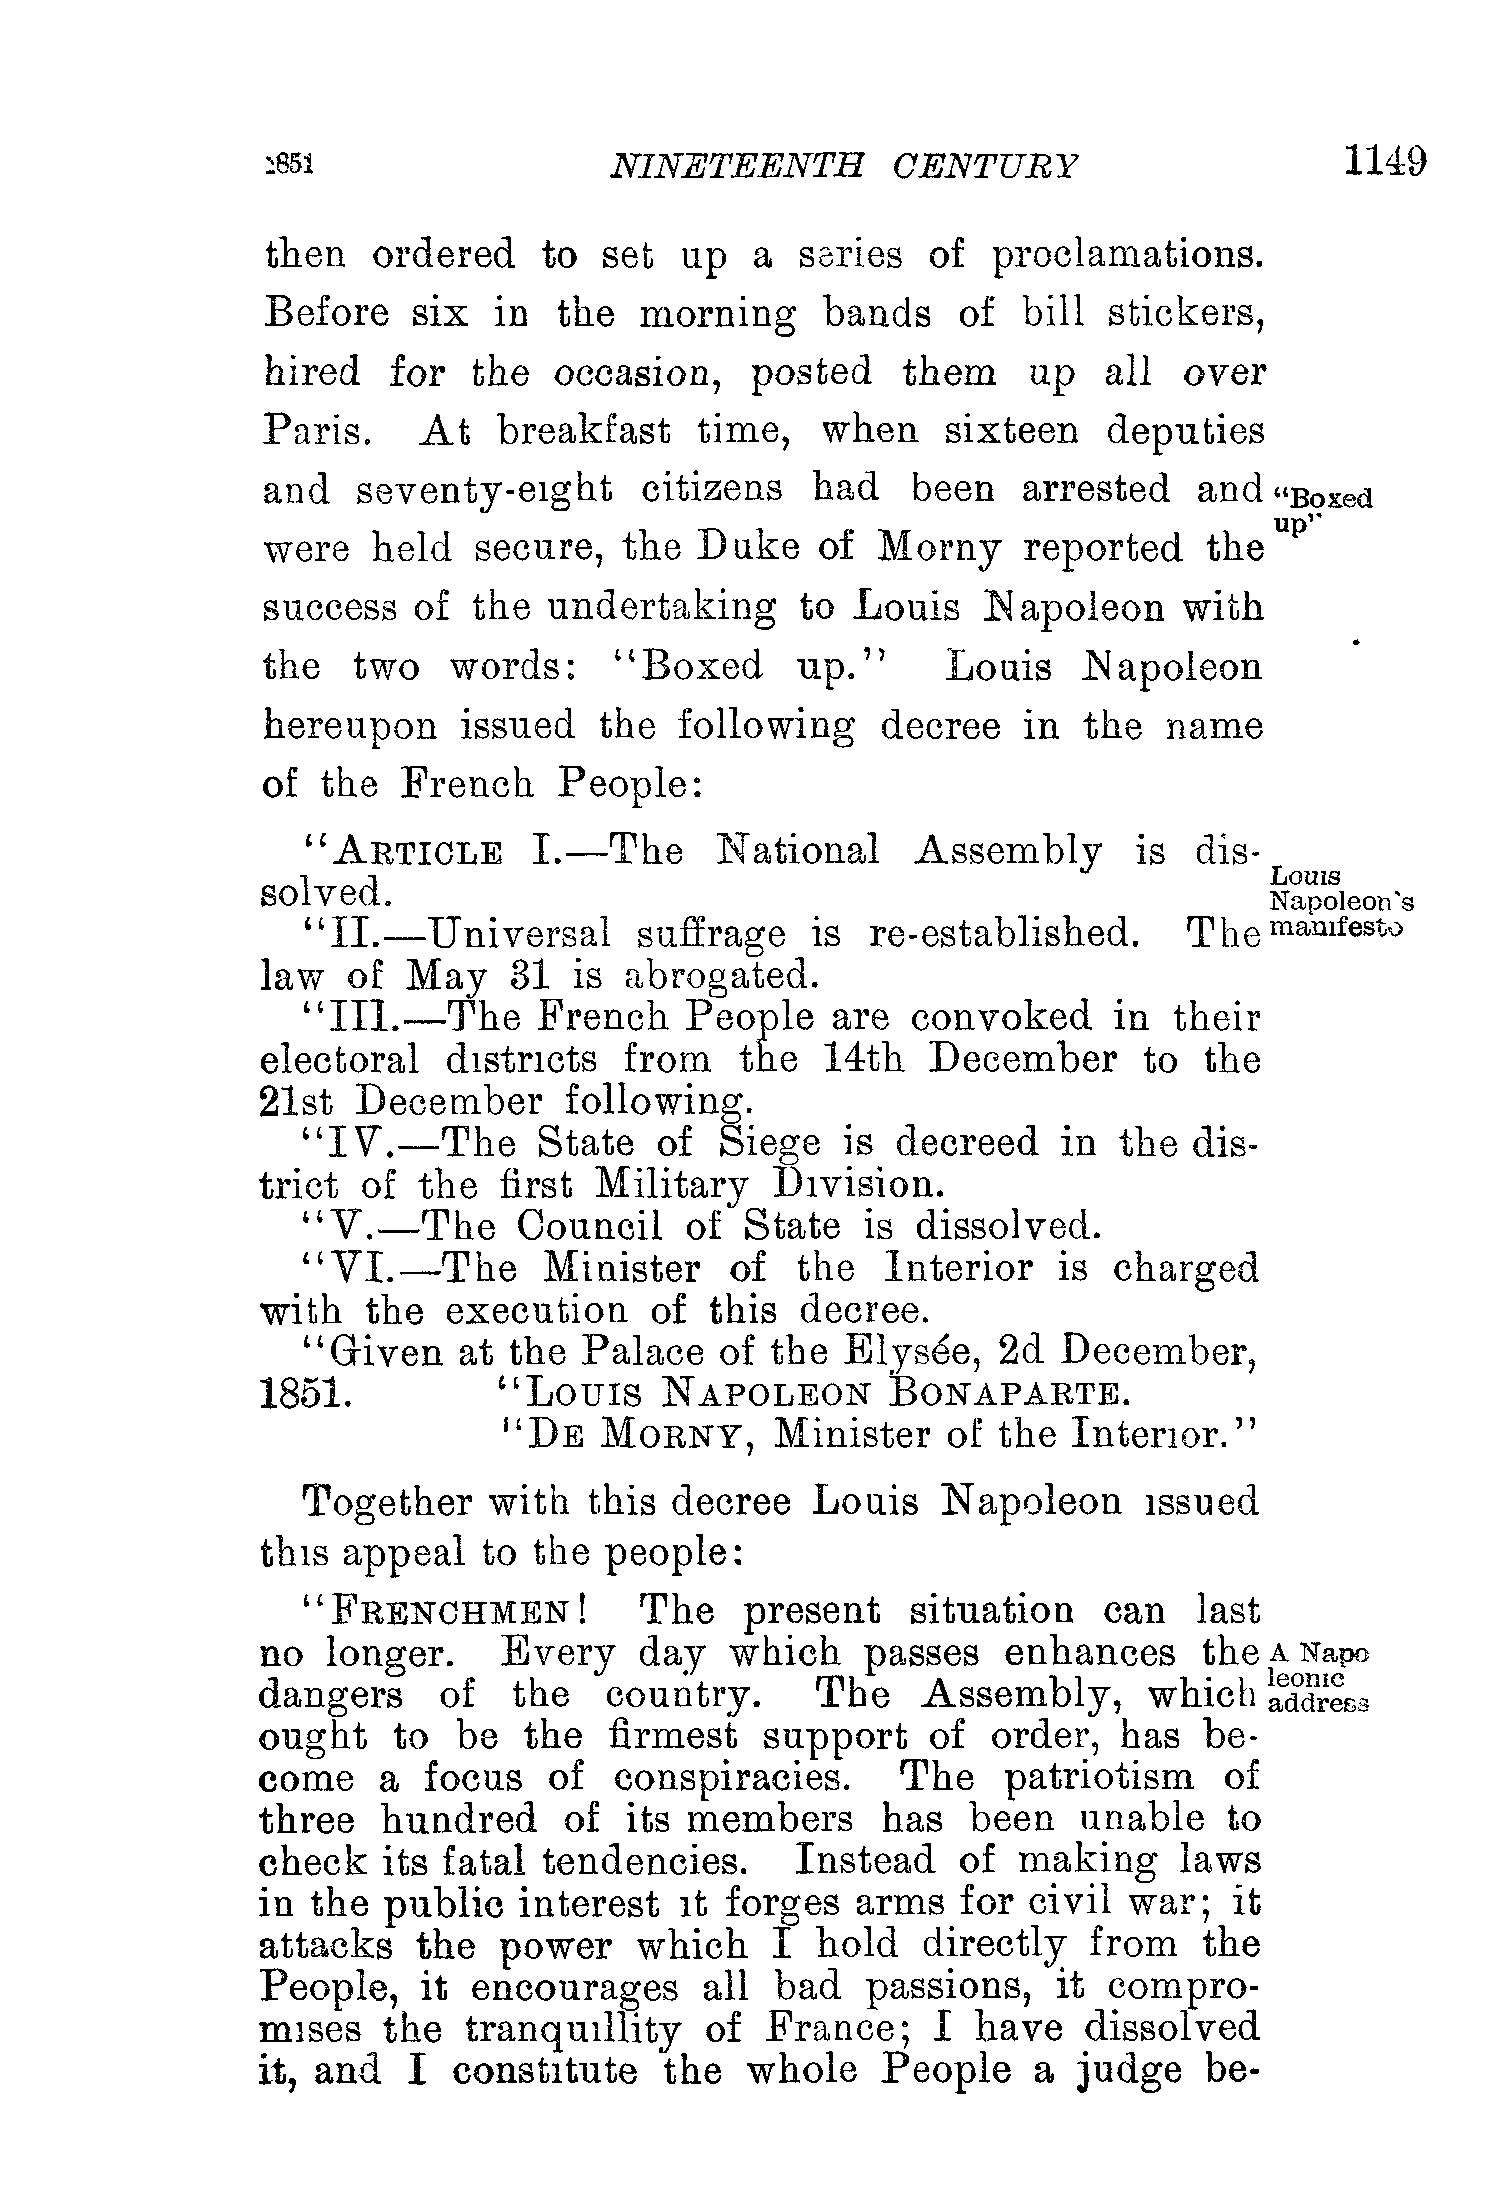 1851 NINETEENTH CENTURY 1149
then ordered to set up a series of proclamations.
Before six in the morning bands of bill stickers,
hired for the occasion, posted them up all over
Paris. At breakfast time, when sixteen deputies
and seventy-eight citizens had been arrested and
were held secure, the Duke of Morny reported the
"Boxed
up"
success of the undertaking to Louis Napoleon with
the two words: "Boxed up." Louis Napoleon
hereupon issued the following decree in the name
of the French People:
"ARTICLE I.—The National Assembly is dis-
solved.
"II.—Universal suffrage is re-established. The
Louis
Napoleon's
manifesto
law of May 31 is abrogated.
"III.—The French People are convoked in their
electoral districts from the 14th December to the
21st December following.
"IV.—The State of Siege is decreed in the dis-
trict of the first Military Division.
"V.—The Council of State is dissolved.
"VI.—The Minister of the Interior is charged
with the execution of this decree.
"Given at the Palace of the Elysée, 2d December,
1851. "LOUIS NAPOLEON BONAPARTE.
"DE MORNY, Minister of the Interior."
Together with this decree Louis Napoleon issued
this appeal to the people:
"FRENCHMEN! The present situation can last
no longer. Every day which passes enhances the
dangers of the country. The Assembly, which
A Napo
leonic
address
ought to be the firmest support of order, has be-
come a focus of conspiracies. The patriotism of
three hundred of its members has been unable to
check its fatal tendencies. Instead of making laws
in the public interest it forges arms for civil war; it
attacks the power which I hold directly from the
People, it encourages all bad passions, it compro-
mises the tranquillity of France; I have dissolved
it, and I constitute the whole People a judge be-